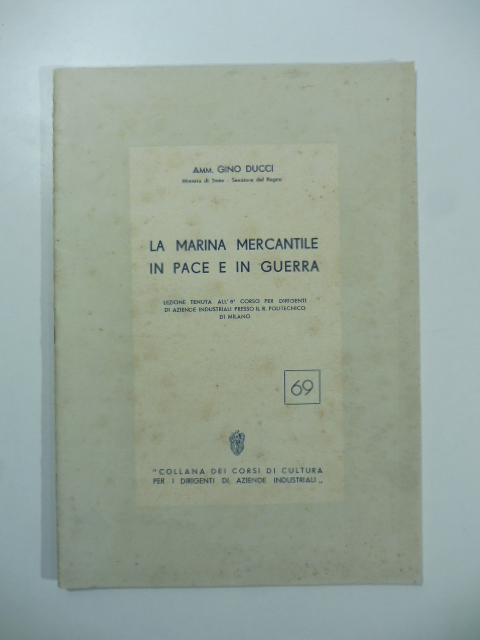 AMM. GINO DUCCI
Ministro di Stato - Senatore del Regno
LA MARINA MERCANTILE
IN PACE E IN GUERRA
LEZIONE TENUTA ALL'8° CORSO PER DIRIGENTI
DI AZIENDE INDUSTRIALI PRESSO IL R. POLITECNICO
DI MILANO
69
"COLLANA DEI CORSI DI CULTURA
PER I DIRIGENTI DI AZIENDE INDUSTRIALI„